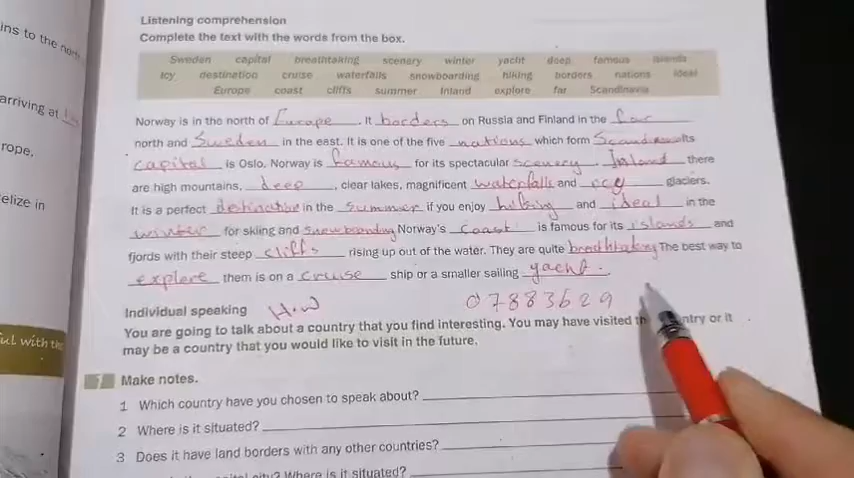 ins to the north
arriving at
rope,
elize in
ul with the
Listening comprehension
Complete the text with the words from the box.
Sweden capital breathtaking scenery winter yacht deep famous islands
icy destination cruise waterfalls snowboarding hiking borders nations ideal
Europe coast cliffs summer Inland explore far Scandinavia
Norway is in the north of Europe. It borders on Russia and Finland in the far
north and Sweden in the east. It is one of the five nations which form Scandinavia Its
capital is Oslo. Norway is famous for its spectacular scenery. Inland there
are high mountains, deep, clear lakes, magnificent waterfalls and icy glaciers.
It is a perfect destination in the summer if you enjoy hiking and ideal in the
winter for skiing and snowboarding Norway's coast is famous for its islands and
fjords with their steep cliffs rising up out of the water. They are quite breathtaking The best way to
explore them is on a cruise ship or a smaller sailing yacht.
Individual speaking H.W 07883629
You are going to talk about a country that you find interesting. You may have visited country or it
may be a country that you would like to visit in the future.
Make notes.
1 Which country have you chosen to speak about?
2 Where is it situated?
3 Does it have land borders with any other countries?
capital city? Where is it situated?